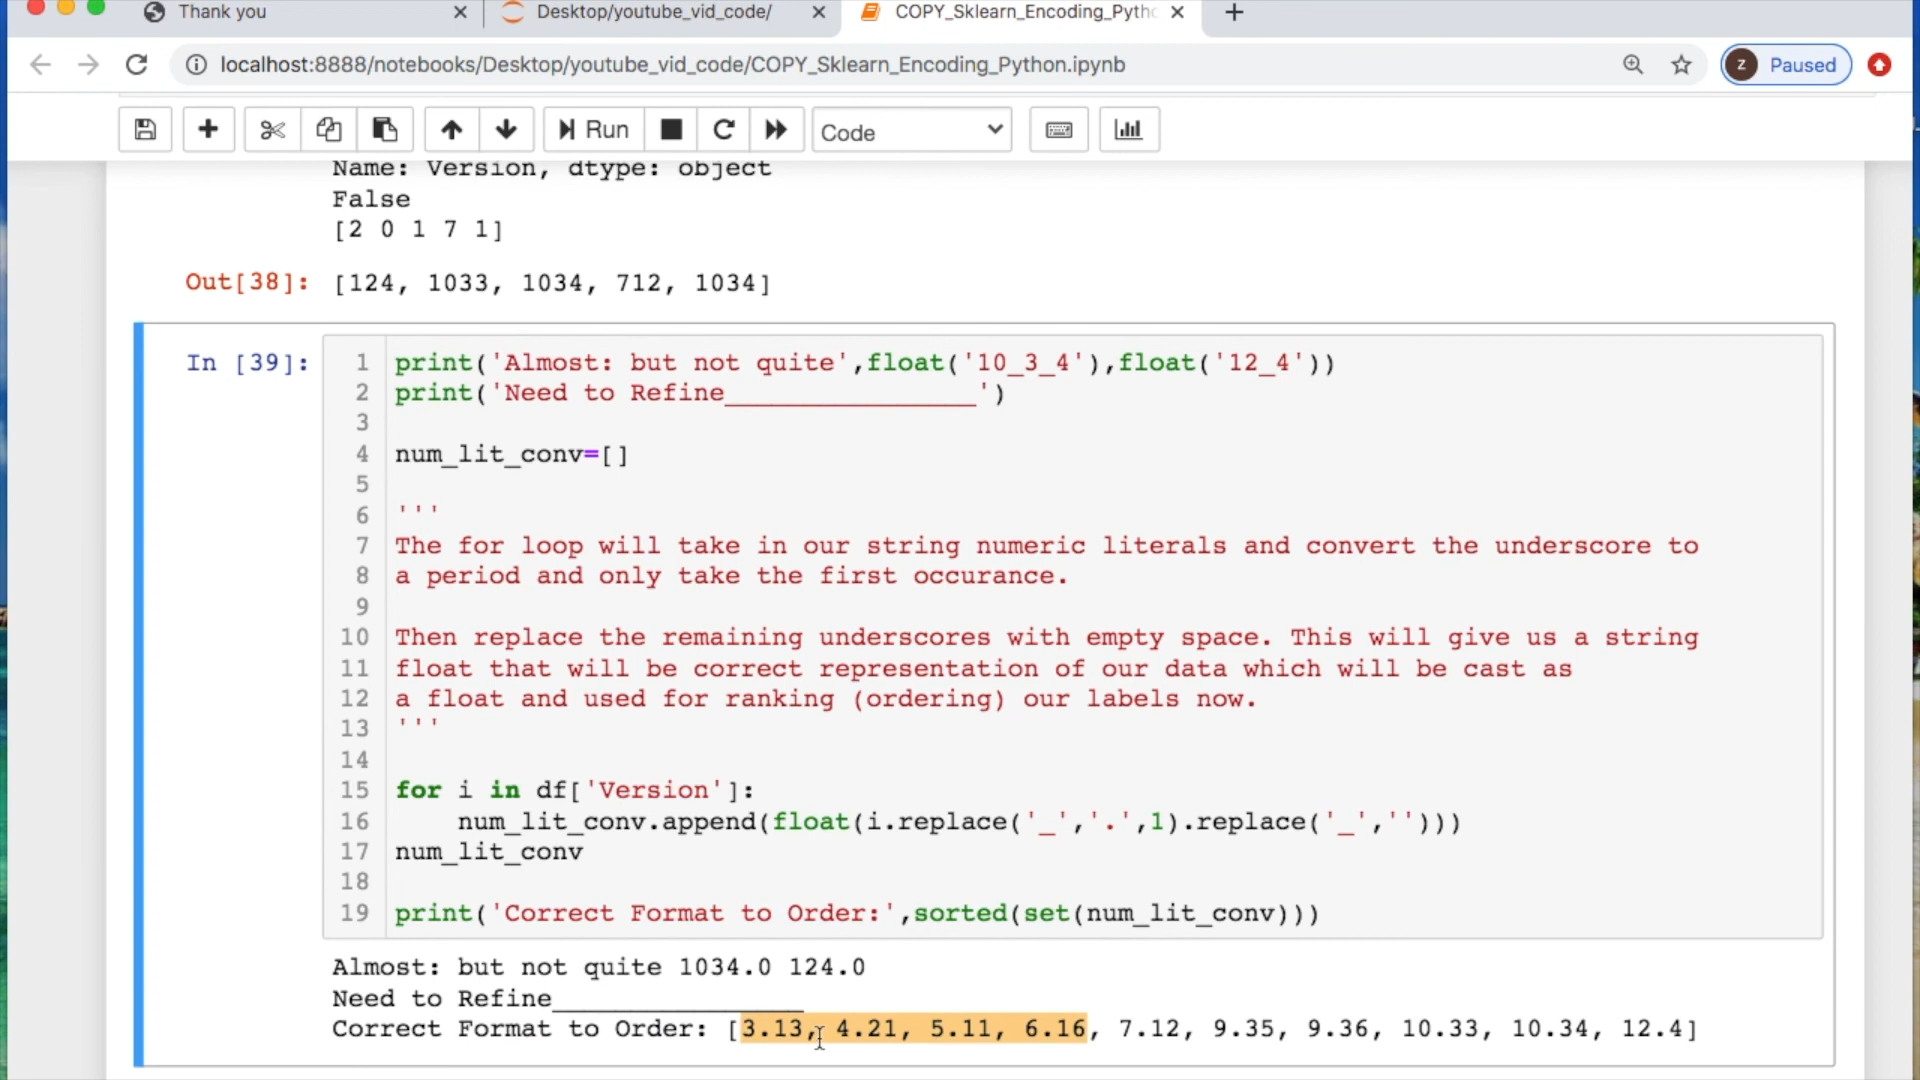 Thank you
Desktop/youtube_vid_code/
COPY_Sklearn_Encoding_Pytho
localhost:8888/notebooks/Desktop/youtube_vid_code/COPY_Sklearn_Encoding_Python.ipynb
z Paused
Run
Code
Name: Version, dtype: object
False
[2 0 1 7 1]
Out[38]: [124, 1033, 1034, 712, 1034]
In [39]:
1 print('Almost: but not quite',float('10_3_4'),float('12_4'))
2 print('Need to Refine________________')
3
4 num_lit_conv=[]
5
6 '''
7 The for loop will take in our string numeric literals and convert the underscore to
8 a period and only take the first occurance.
9
10 Then replace the remaining underscores with empty space. This will give us a string
11 float that will be correct representation of our data which will be cast as
12 a float and used for ranking (ordering) our labels now.
13 '''
14
15 for i in df['Version']:
16     num_lit_conv.append(float(i.replace('_','.',1).replace('_','')))
17 num_lit_conv
18
19 print('Correct Format to Order:',sorted(set(num_lit_conv)))
Almost: but not quite 1034.0 124.0
Need to Refine________________
Correct Format to Order: [3.13, 4.21, 5.11, 6.16, 7.12, 9.35, 9.36, 10.33, 10.34, 12.4]